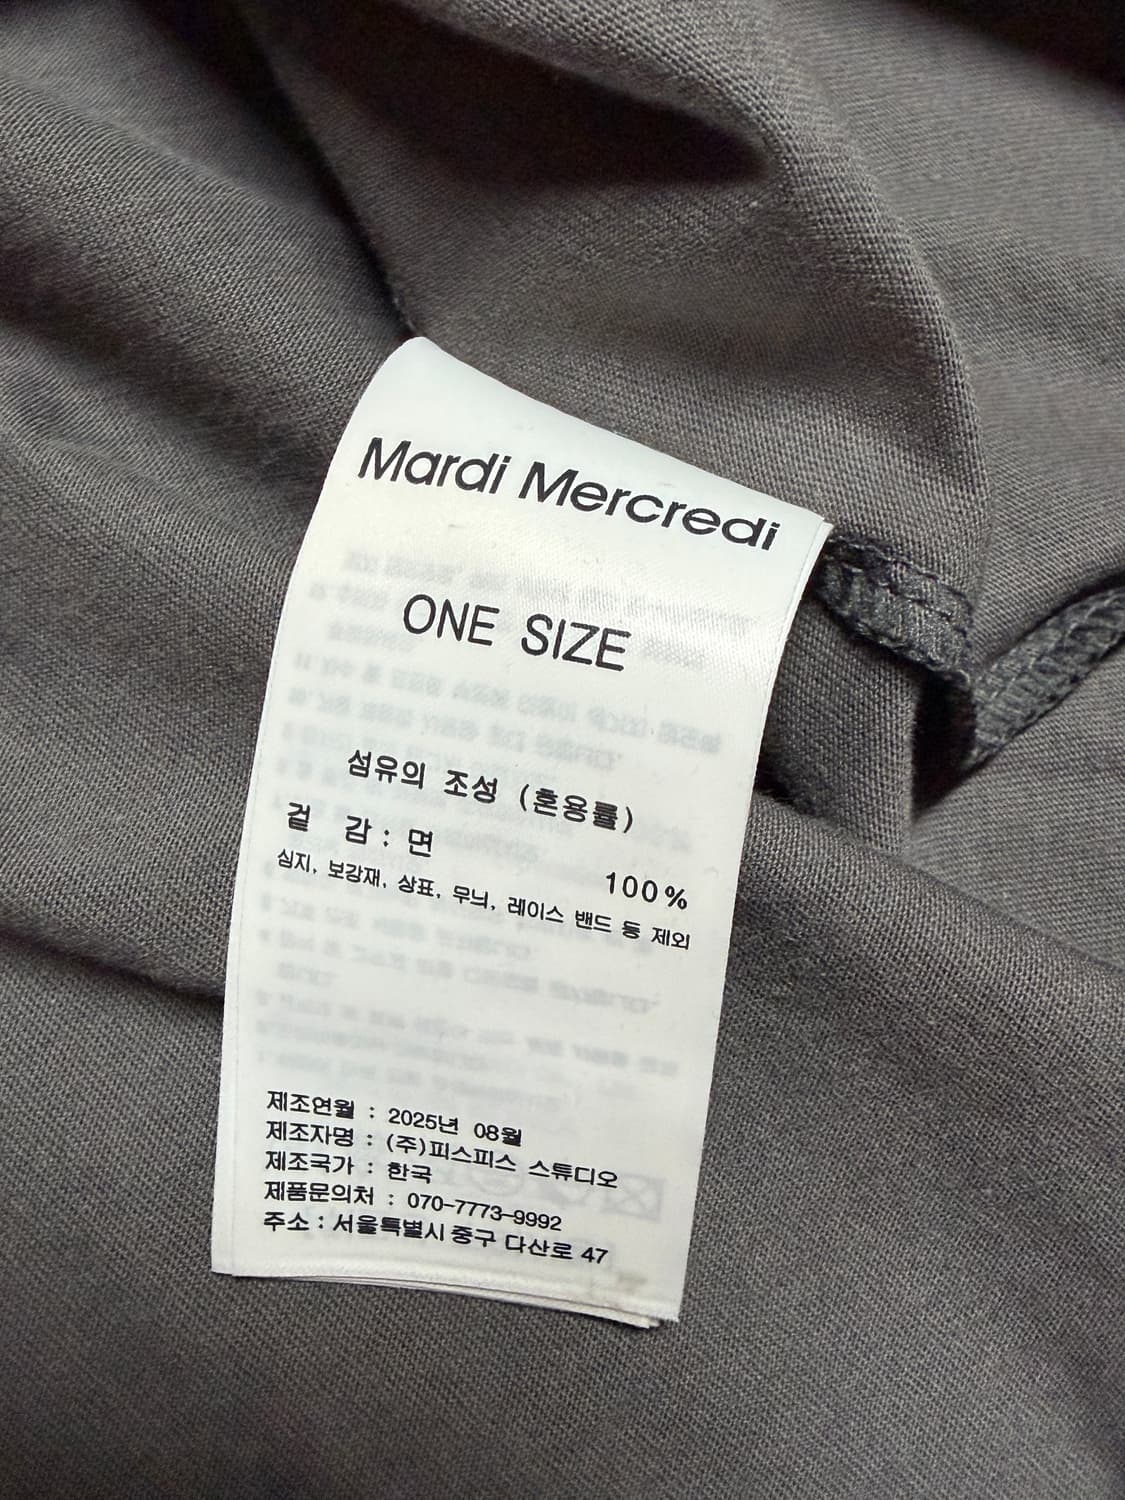 Mardi Mercredi
ONE SIZE
섬유의 조성 (혼용률)
겉 감 : 면 100%
심지, 보강재, 상표, 무늬, 레이스 밴드 등 제외
제조연월 : 2025년 08월
제조자명 : (주)피스피스 스튜디오
제조국가 : 한국
제품문의처 : 070-7773-9992
주소 : 서울특별시 중구 다산로 47